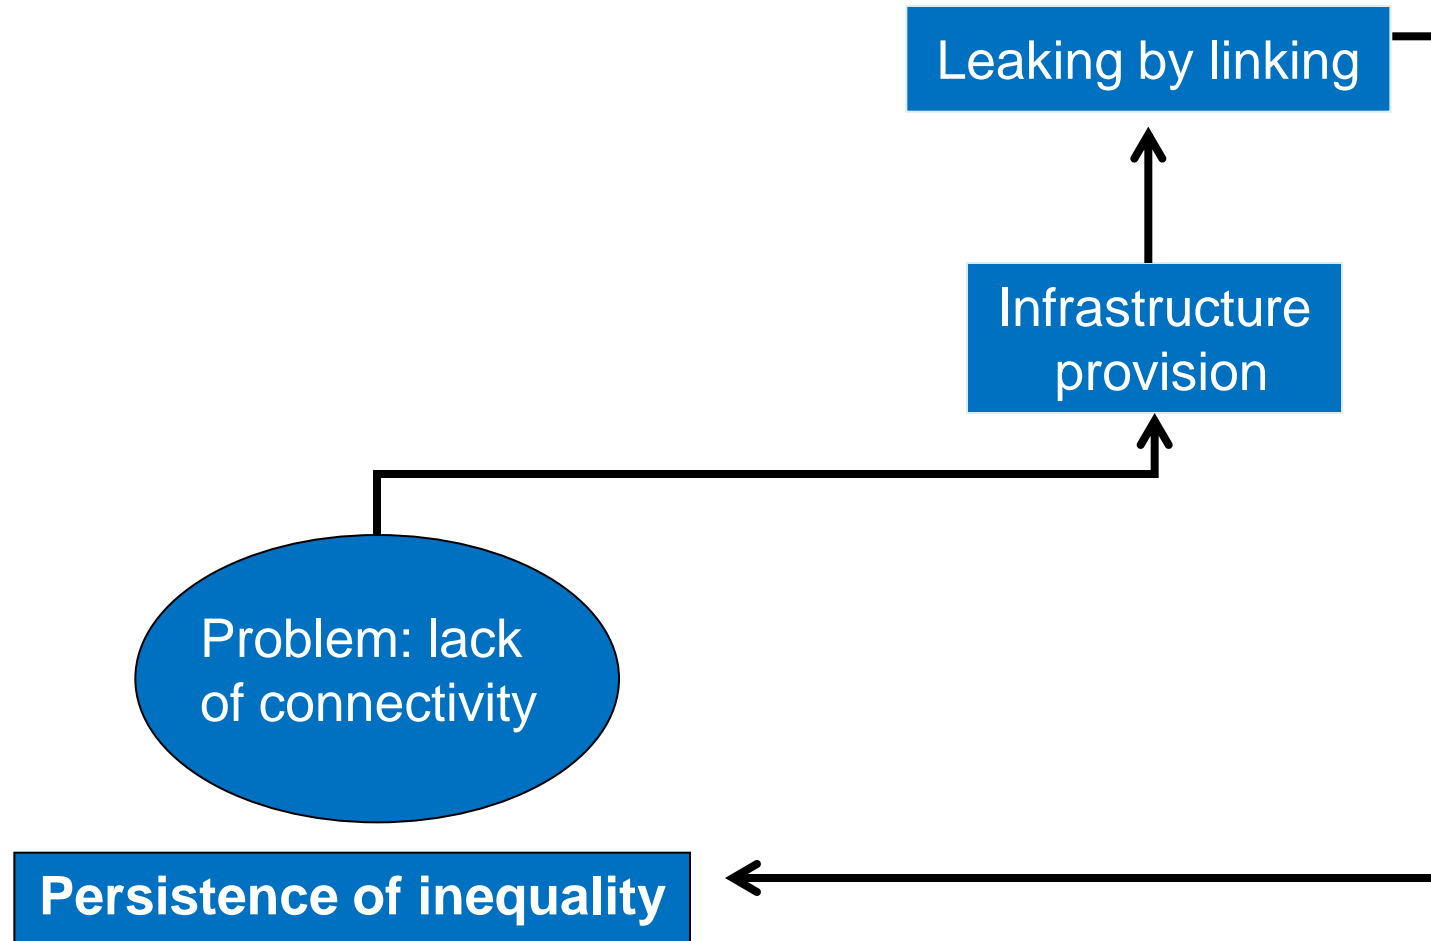 Leaking by linking
Infrastructure
provision
Problem: lack
of connectivity
Persistence of inequality